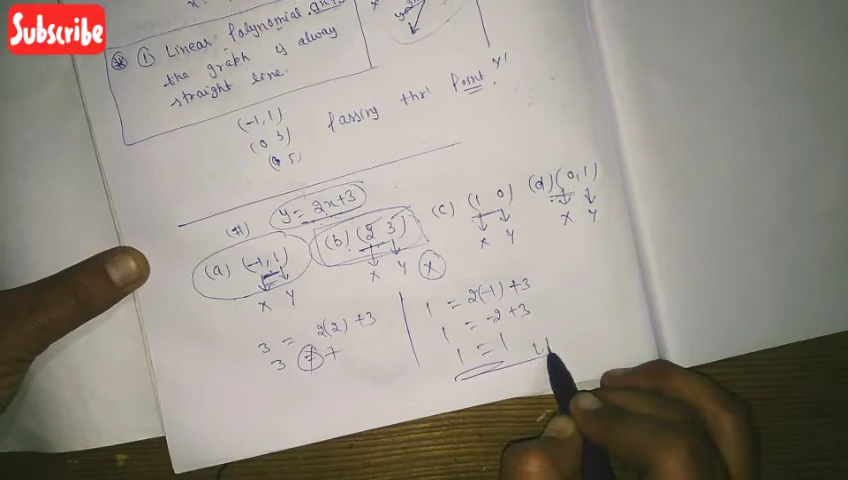 Subscribe
① Linear Polynomial
the graph is alway
straight line.
(-1, 1)
(0 3)
Passing thr' Point
y = 2x+3
(a) (-1, 1)
(b) (2 3)
(c) (1 0)
(d) (0, 1)
X Y
X Y
X Y
X Y
X
3 = 2(2) +3
3 ≠ 7
1 = 2(-1) +3
1 = -2 +3
1 = 1